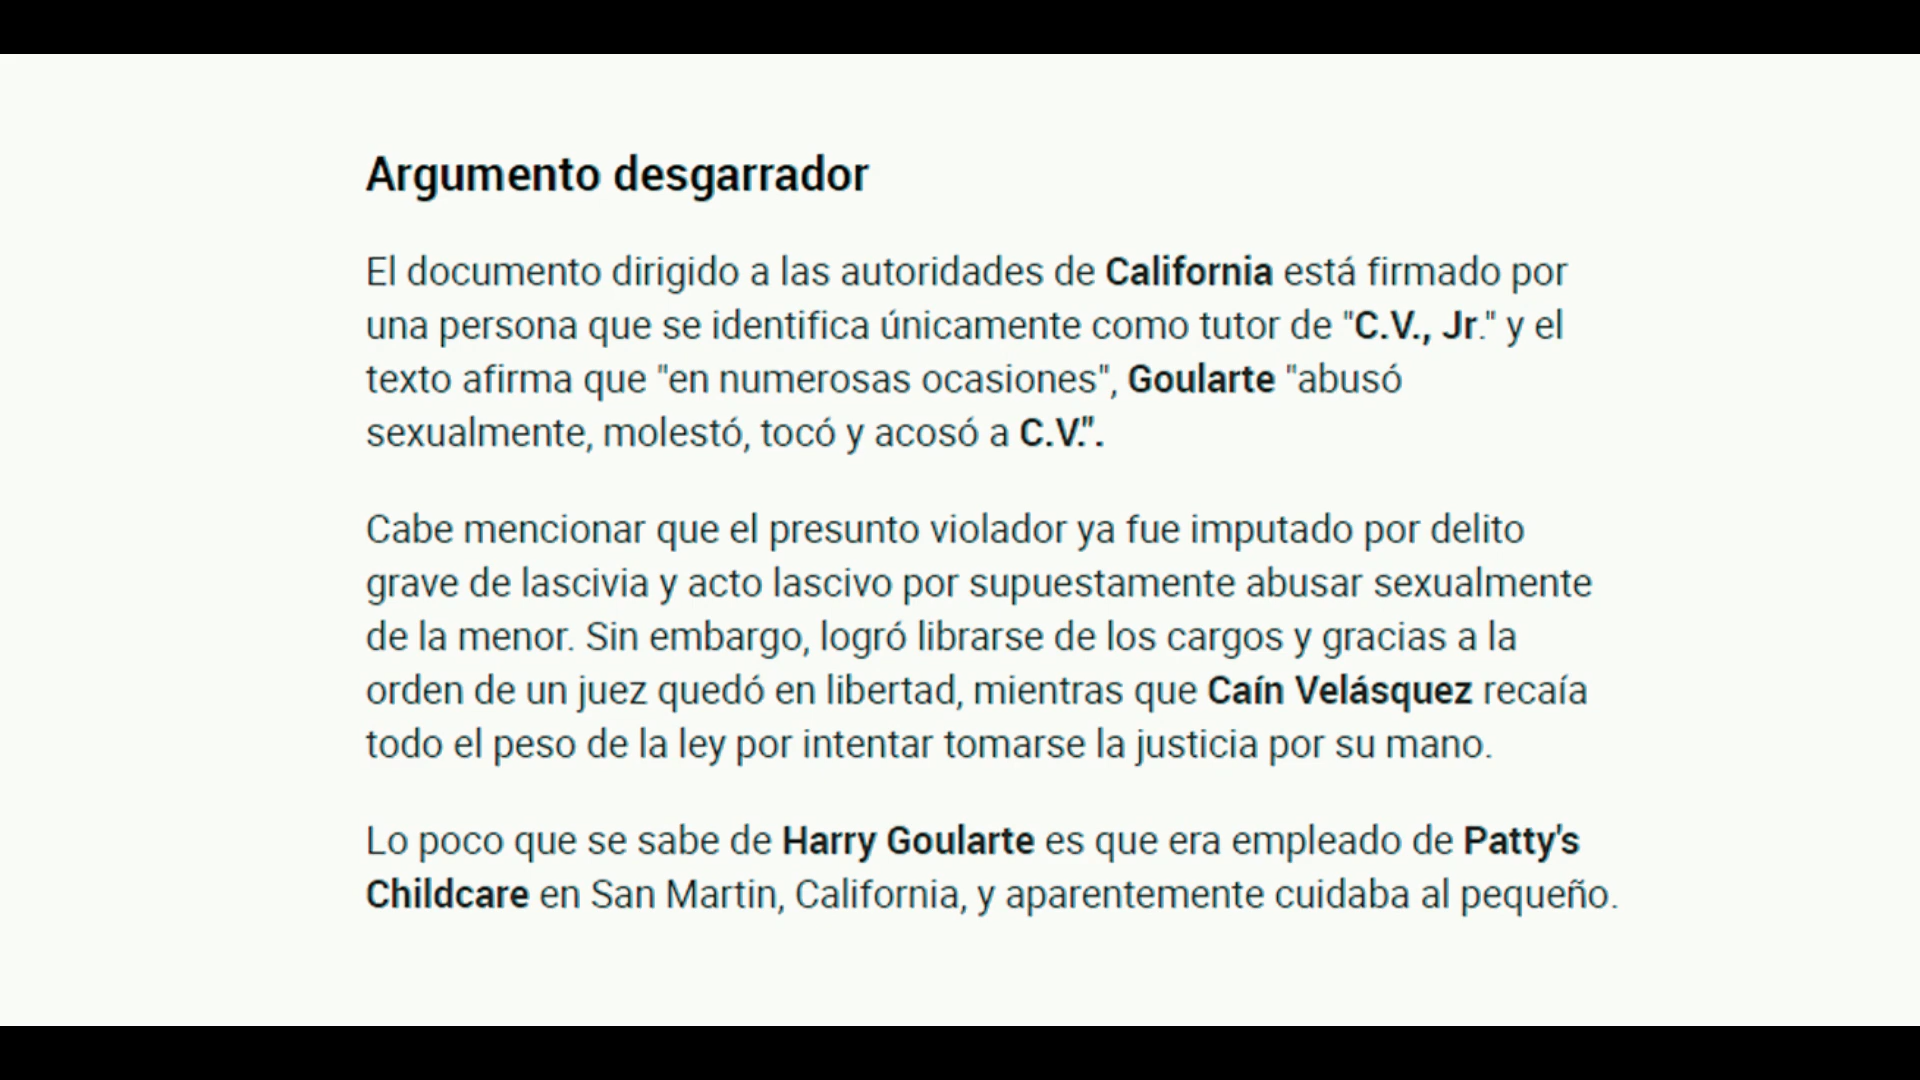 Argumento desgarrador
El documento dirigido a las autoridades de California está firmado por
una persona que se identifica únicamente como tutor de "C.V., Jr." y el
texto afirma que "en numerosas ocasiones", Goularte "abusó
sexualmente, molestó, tocó y acosó a C.V.".
Cabe mencionar que el presunto violador ya fue imputado por delito
grave de lascivia y acto lascivo por supuestamente abusar sexualmente
de la menor. Sin embargo, logró librarse de los cargos y gracias a la
orden de un juez quedó en libertad, mientras que Caín Velásquez recaía
todo el peso de la ley por intentar tomarse la justicia por su mano.
Lo poco que se sabe de Harry Goularte es que era empleado de Patty's
Childcare en San Martin, California, y aparentemente cuidaba al pequeño.